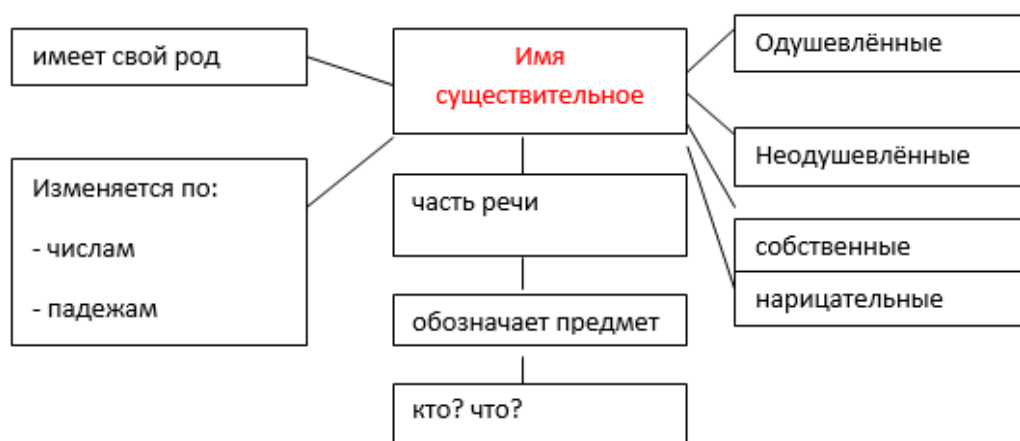 имеет свой род
Имя
существительное
Одушевлённые
Неодушевлённые
Изменяется по:
- числам
- падежам
часть речи
собственные
нарицательные
обозначает предмет
кто? что?